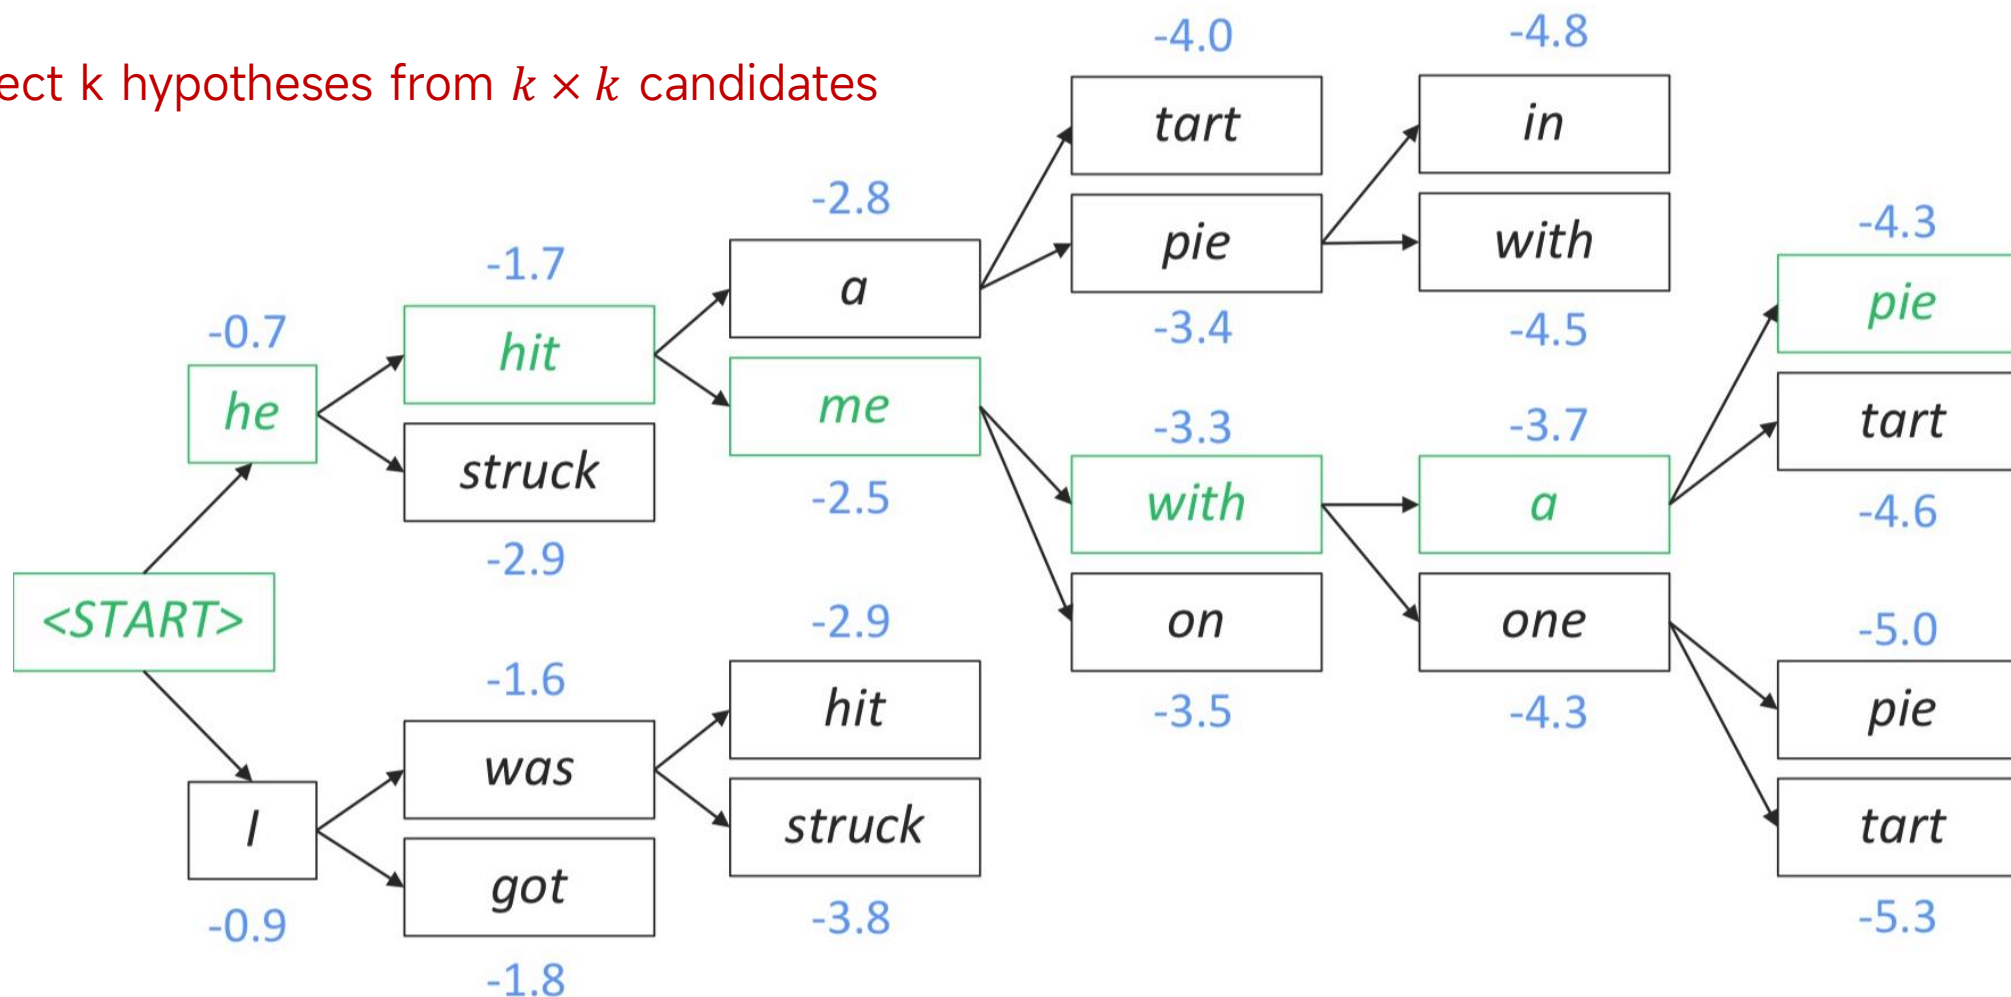 ect k hypotheses from k × k candidates
<START>
-0.7
he
I
-0.9
-1.7
hit
struck
-2.9
-1.6
was
got
-1.8
-2.8
a
me
-2.5
-2.9
hit
struck
-3.8
-4.0
tart
pie
-3.4
-3.3
with
on
-3.5
-4.8
in
with
-4.5
-3.7
a
one
-4.3
-4.3
pie
tart
-4.6
-5.0
pie
tart
-5.3